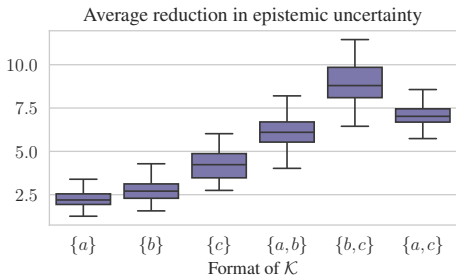 Average reduction in epistemic uncertainty
10.0
7.5
5.0
2.5
{a} {b} {c} {a, b} {b, c} {a, c}
Format of 𝒦